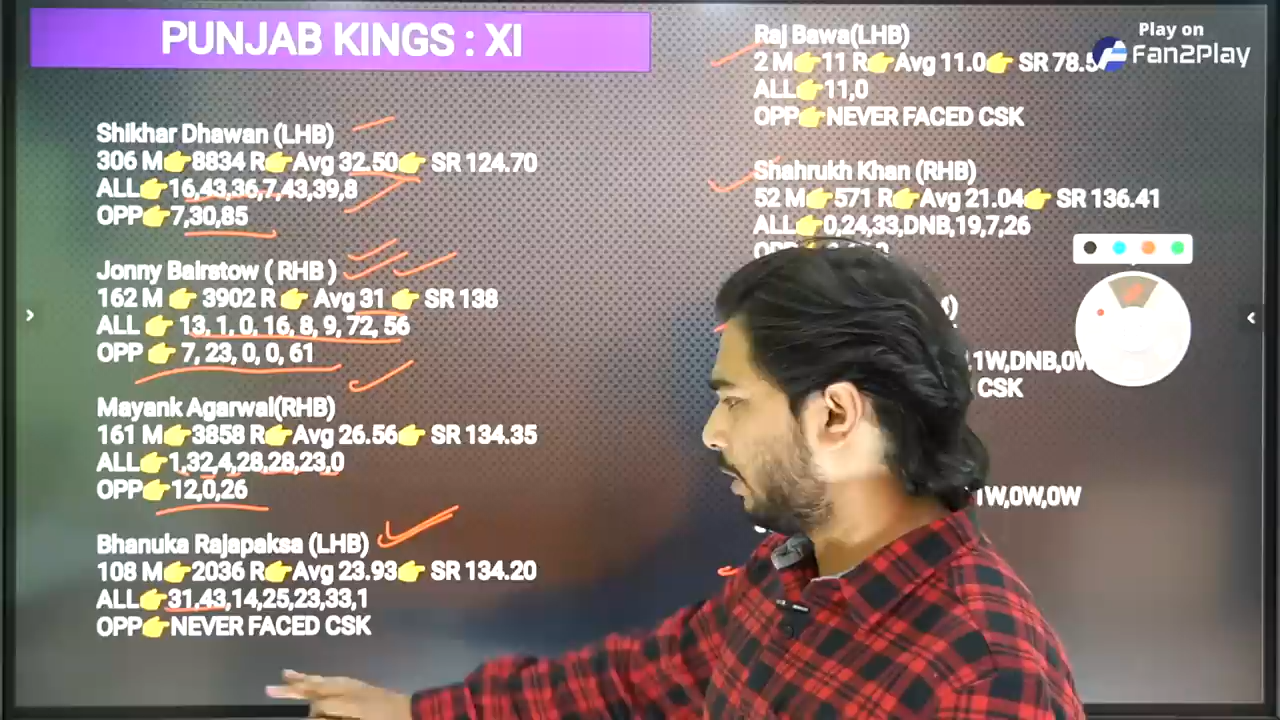 PUNJAB KINGS : XI
Shikhar Dhawan (LHB)
306 M👉8834 R👉Avg 32.50👉 SR 124.70
ALL👉16,43,36,7,43,39,8
OPP👉7,30,85
Jonny Bairstow ( RHB )
162 M 👉 3902 R 👉 Avg 31 👉 SR 138
ALL 👉 13, 1, 0, 16, 8, 9, 72, 56
OPP 👉 7, 23, 0, 0, 61
Mayank Agarwal(RHB)
161 M👉3858 R👉Avg 26.56👉 SR 134.35
ALL👉1,32,4,28,28,23,0
OPP👉12,0,26
Bhanuka Rajapaksa (LHB)
108 M👉2036 R👉Avg 23.93👉 SR 134.20
ALL👉31,43,14,25,23,33,1
OPP👉NEVER FACED CSK
Raj Bawa(LHB)
2 M👉11 R👉Avg 11.0👉 SR 78.5
ALL👉11,0
OPP👉NEVER FACED CSK
Shahrukh Khan (RHB)
52 M👉571 R👉Avg 21.04👉 SR 136.41
ALL👉0,24,33,DNB,19,7,26
1W,DNB,0W
CSK
1W,0W,0W
Play on
Fan2Play